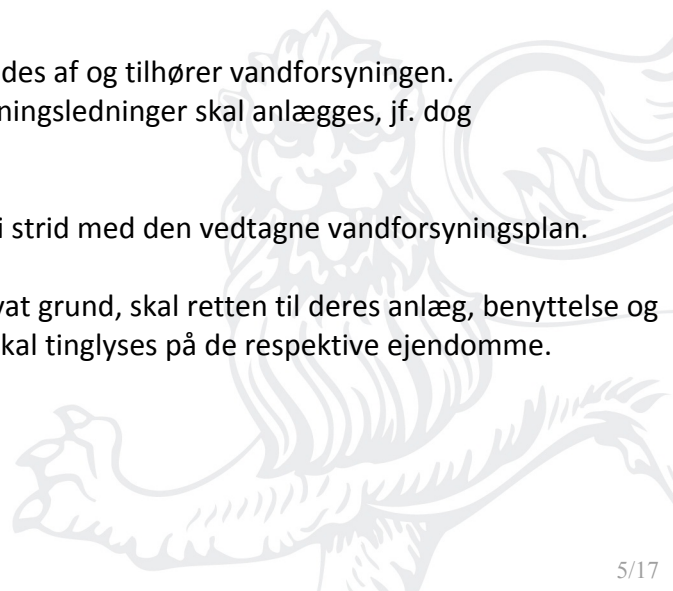 des af og tilhører vandforsyningen.
ningsledninger skal anlægges, jf. dog
i strid med den vedtagne vandforsyningsplan.
vat grund, skal retten til deres anlæg, benyttelse og
kal tinglyses på de respektive ejendomme.
5/17